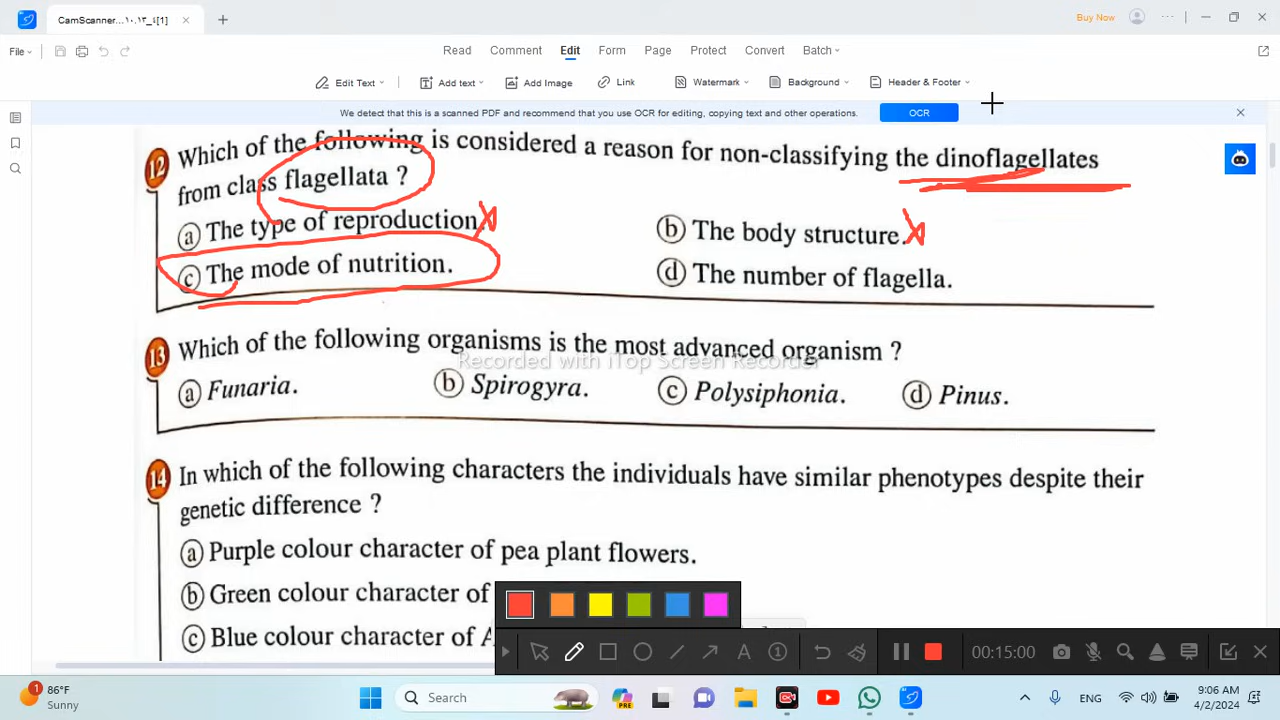 CamScanner...١٠.١٣_٤[1]
Buy Now
File
Read Comment Edit Form Page Protect Convert Batch
Edit Text Add text Add Image Link Watermark Background Header & Footer
We detect that this is a scanned PDF and recommend that you use OCR for editing, copying text and other operations. OCR
12 Which of the following is considered a reason for non-classifying the dinoflagellates
from class flagellata ?
a The type of reproduction. b The body structure.
c The mode of nutrition. d The number of flagella.
Recorded with iTop Screen Recorder
13 Which of the following organisms is the most advanced organism ?
a Funaria. b Spirogyra. c Polysiphonia. d Pinus.
14 In which of the following characters the individuals have similar phenotypes despite their
genetic difference ?
a Purple colour character of pea plant flowers.
b Green colour character of
c Blue colour character of A
00:15:00
86°F
Sunny
Search
PRE
ENG
9:06 AM
4/2/2024